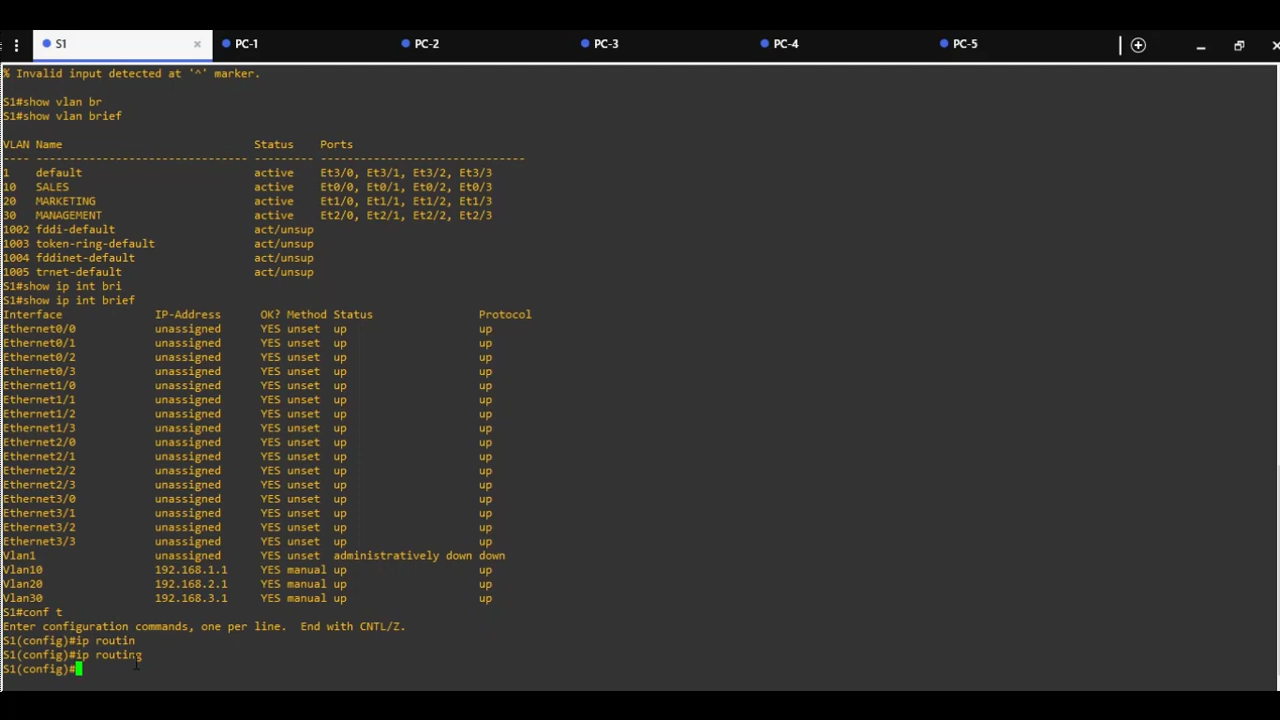 S1 × PC-1 PC-2 PC-3 PC-4 PC-5
% Invalid input detected at '^' marker.
S1#show vlan br
S1#show vlan brief
VLAN Name Status Ports
---- -------------------------------- --------- -------------------------------
1 default active Et3/0, Et3/1, Et3/2, Et3/3
10 SALES active Et0/0, Et0/1, Et0/2, Et0/3
20 MARKETING active Et1/0, Et1/1, Et1/2, Et1/3
30 MANAGEMENT active Et2/0, Et2/1, Et2/2, Et2/3
1002 fddi-default act/unsup
1003 token-ring-default act/unsup
1004 fddinet-default act/unsup
1005 trnet-default act/unsup
S1#show ip int bri
S1#show ip int brief
Interface IP-Address OK? Method Status Protocol
Ethernet0/0 unassigned YES unset up up
Ethernet0/1 unassigned YES unset up up
Ethernet0/2 unassigned YES unset up up
Ethernet0/3 unassigned YES unset up up
Ethernet1/0 unassigned YES unset up up
Ethernet1/1 unassigned YES unset up up
Ethernet1/2 unassigned YES unset up up
Ethernet1/3 unassigned YES unset up up
Ethernet2/0 unassigned YES unset up up
Ethernet2/1 unassigned YES unset up up
Ethernet2/2 unassigned YES unset up up
Ethernet2/3 unassigned YES unset up up
Ethernet3/0 unassigned YES unset up up
Ethernet3/1 unassigned YES unset up up
Ethernet3/2 unassigned YES unset up up
Ethernet3/3 unassigned YES unset up up
Vlan1 unassigned YES unset administratively down down
Vlan10 192.168.1.1 YES manual up up
Vlan20 192.168.2.1 YES manual up up
Vlan30 192.168.3.1 YES manual up up
S1#conf t
Enter configuration commands, one per line. End with CNTL/Z.
S1(config)#ip routin
S1(config)#ip routing
S1(config)#